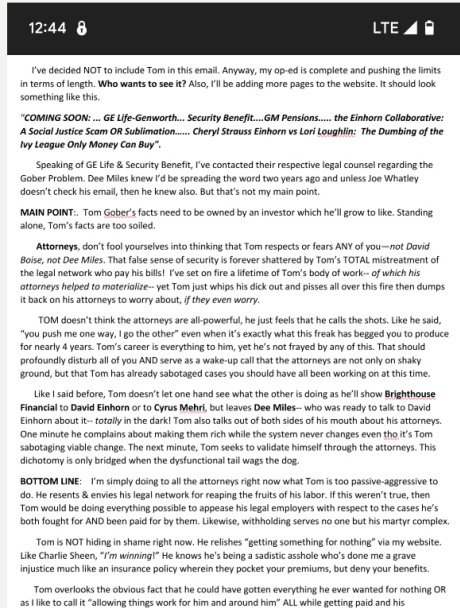 12:44
LTE
I've decided NOT to include Tom in this email. Anyway, my op-ed is complete and pushing the limits
in terms of length. Who wants to see it? Also, I'll be adding more pages to the website. It should look
something like this.
"COMING SOON: ... GE Life-Genworth... Security Benefit....GM Pensions..... the Einhorn Collaborative:
A Social Justice Scam OR Sublimation...... Cheryl Strauss Einhorn vs Lori Loughlin; The Dumbing of the
Ivy League Only Money Can Buy".
Speaking of GE Life & Security Benefit, I've contacted their respective legal counsel regarding the
Gober Problem. Dee Miles knew I'd be spreading the word two years ago and unless Joe Whatley
doesn't check his email, then he knew also. But that's not my main point.
MAIN POINT:. Tom Gober's facts need to be owned by an investor which he'll grow to like. Standing
alone, Tom's facts are too soiled.
Attorneys, don't fool yourselves into thinking that Tom respects or fears ANY of you—not David
Boise, not Dee Miles. That false sense of security is forever shattered by Tom's TOTAL mistreatment of
the legal network who pay his bills! I've set on fire a lifetime of Tom's body of work-- of which his
attorneys helped to materialize-- yet Tom just whips his dick out and pisses all over this fire then dumps
it back on his attorneys to worry about, if they even worry.
TOM doesn't think the attorneys are all-powerful, he just feels that he calls the shots. Like he said,
"you push me one way, I go the other" even when it's exactly what this freak has begged you to produce
for nearly 4 years. Tom's career is everything to him, yet he's not frayed by any of this. That should
profoundly disturb all of you AND serve as a wake-up call that the attorneys are not only on shaky
ground, but that Tom has already sabotaged cases you should have all been working on at this time.
Like I said before, Tom doesn't let one hand see what the other is doing as he'll show Brighthouse
Financial to David Einhorn or to Cyrus Mehri, but leaves Dee Miles-- who was ready to talk to David
Einhorn about it-- totally in the dark! Tom also talks out of both sides of his mouth about his attorneys.
One minute he complains about making them rich while the system never changes even tho it's Tom
sabotaging viable change. The next minute, Tom seeks to validate himself through the attorneys. This
dichotomy is only bridged when the dysfunctional tail wags the dog.
BOTTOM LINE: I'm simply doing to all the attorneys right now what Tom is too passive-aggressive to
do. He resents & envies his legal network for reaping the fruits of his labor. If this weren't true, then
Tom would be doing everything possible to appease his legal employers with respect to the cases he's
both fought for AND been paid for by them. Likewise, withholding serves no one but his martyr complex.
Tom is NOT hiding in shame right now. He relishes "getting something for nothing" via my website.
Like Charlie Sheen, "I'm winning!" He knows he's being a sadistic asshole who's done me a grave
injustice much like an insurance policy wherein they pocket your premiums, but deny your benefits.
Tom overlooks the obvious fact that he could have gotten everything he ever wanted for nothing OR
as I like to call it "allowing things work for him and around him" ALL while getting paid and his